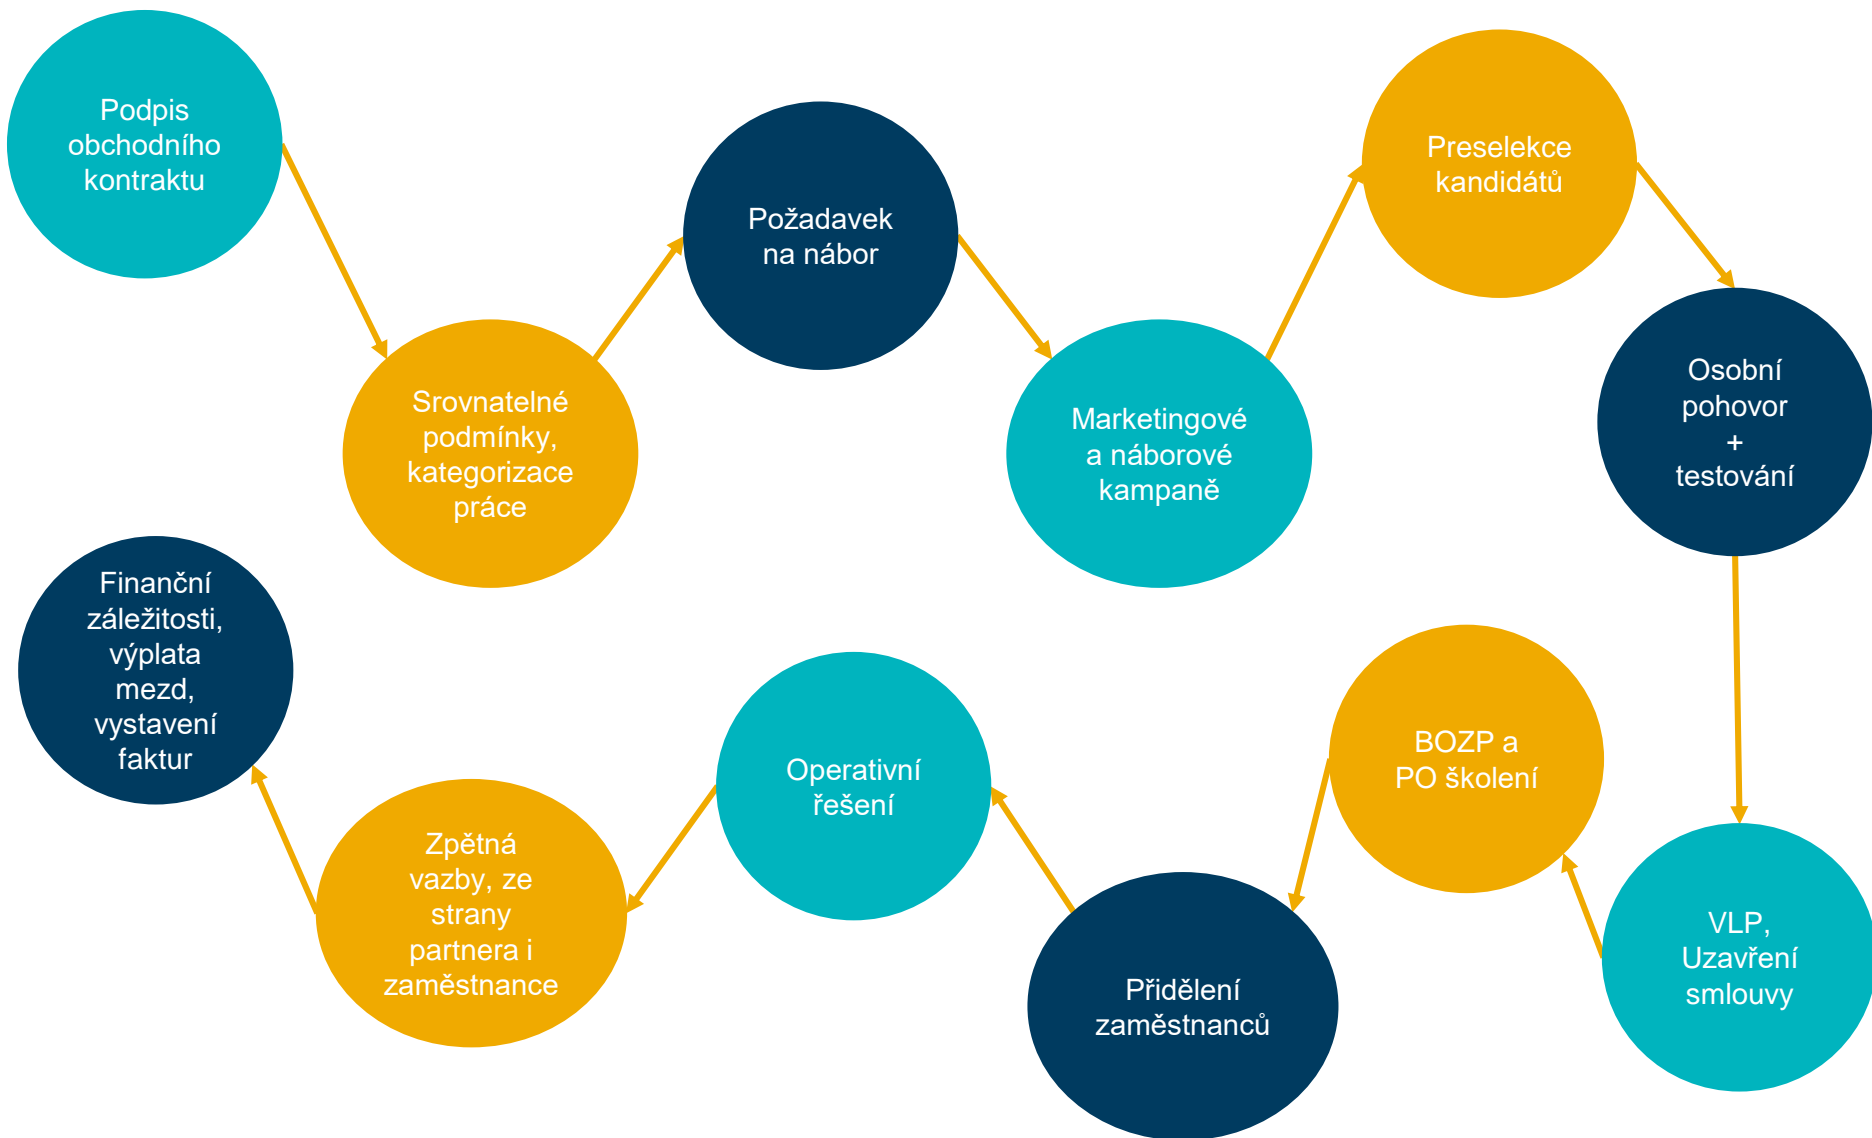 Podpis
obchodního
kontraktu
Srovnatelné
podmínky,
kategorizace
práce
Požadavek
na nábor
Marketingové
a náborové
kampaně
Preselekce
kandidátů
Osobní
pohovor
+
testování
VLP,
Uzavření
smlouvy
BOZP a
PO školení
Přidělení
zaměstnanců
Operativní
řešení
Zpětná
vazby, ze
strany
partnera i
zaměstnance
Finanční
záležitosti,
výplata
mezd,
vystavení
faktur